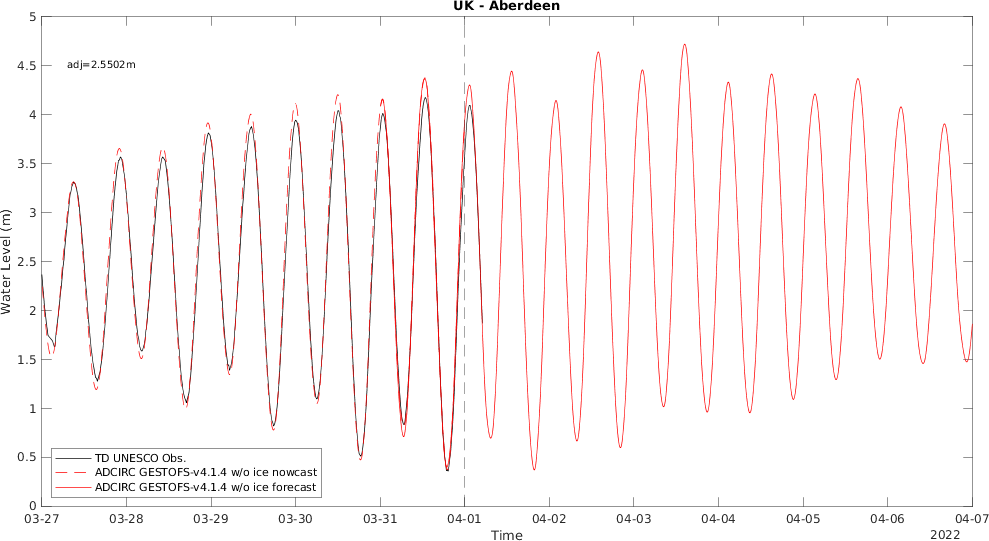 UK - Aberdeen
5
4.5
adj=2.5502m
4
3.5
3
Water Level (m)
2.5
2
1.5
1
0.5
0
TD UNESCO Obs.
ADCIRC GESTOFS-v4.1.4 w/o ice nowcast
ADCIRC GESTOFS-v4.1.4 w/o ice forecast
03-27 03-28 03-29 03-30 03-31 04-01 04-02 04-03 04-04 04-05 04-06 04-07
Time
2022